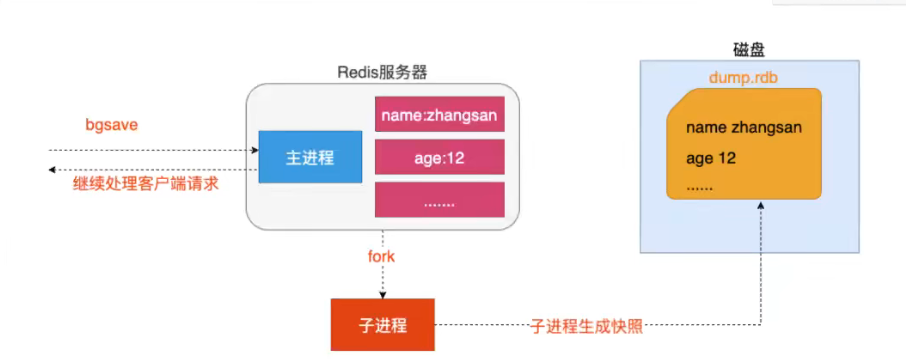 磁盘
Redis服务器
dump.rdb
name:zhangsan
bgsave
name zhangsan
主进程
age:12
age 12
继续处理客户端请求
......
.......
fork
子进程
子进程生成快照